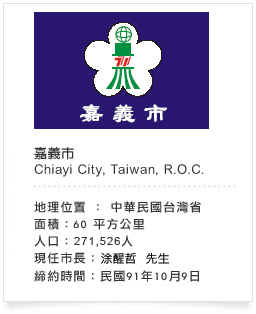 嘉義市
嘉義市
Chiayi City, Taiwan, R.O.C.
地理位置 : 中華民國台灣省
面積:60 平方公里
人口:271,526人
現任市長:涂醒哲 先生
締約時間:民國91年10月9日